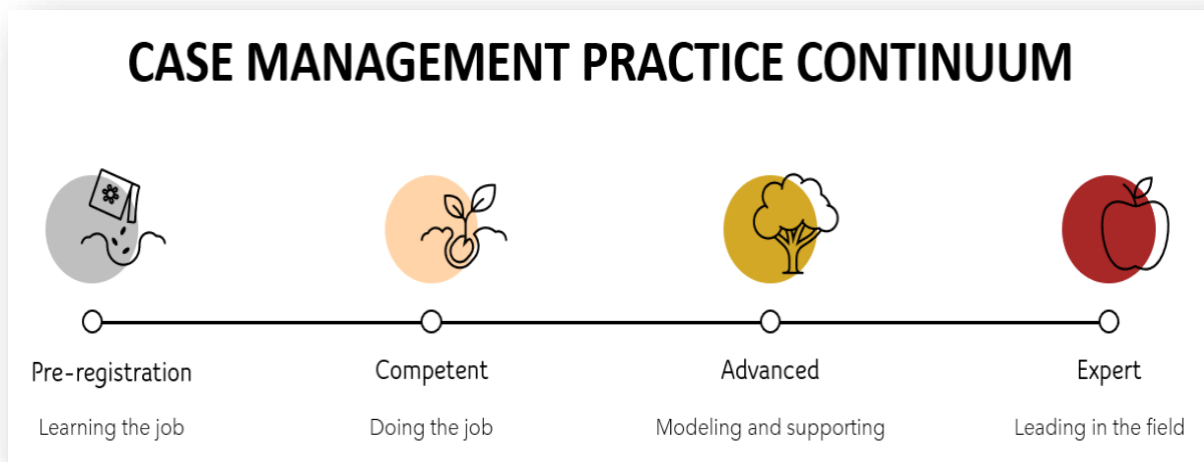 CASE MANAGEMENT PRACTICE CONTINUUM
Pre-registration
Competent
Advanced
Expert
Learning the job
Doing the job
Modeling and supporting
Leading in the field